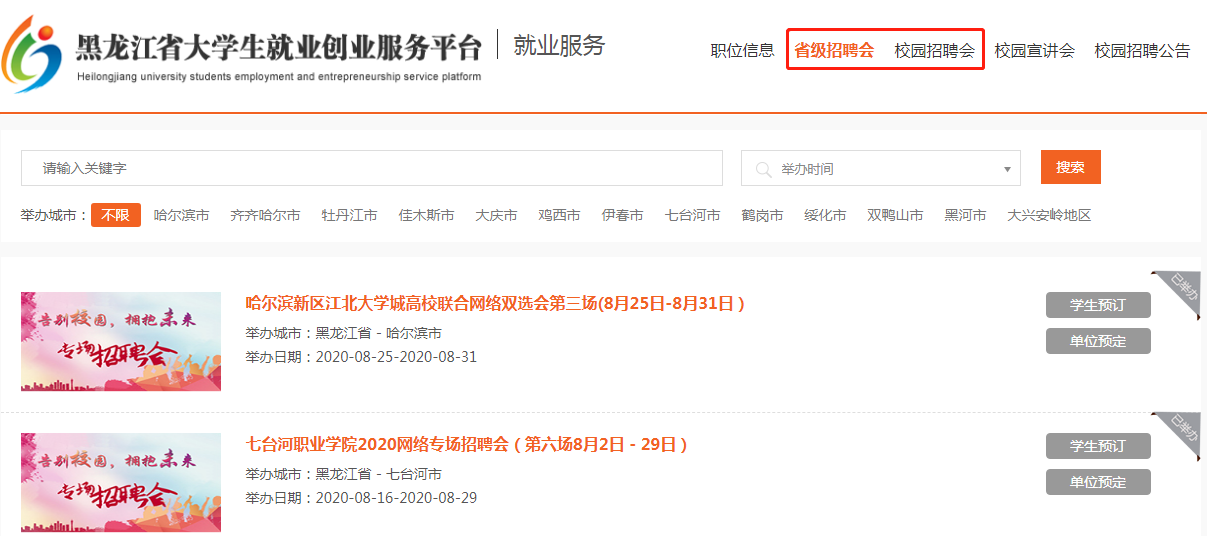 黑龙江省大学生就业创业服务平台
Heilongjiang university students employment and entrepreneurship service platform
就业服务
职位信息 省级招聘会 校园招聘会 校园宣讲会 校园招聘公告
请输入关键字 举办时间 搜索
举办城市： 不限 哈尔滨市 齐齐哈尔市 牡丹江市 佳木斯市 大庆市 鸡西市 伊春市 七台河市 鹤岗市 绥化市 双鸭山市 黑河市 大兴安岭地区
告别校园，拥抱未来
专场招聘会
哈尔滨新区江北大学城高校联合网络双选会第三场(8月25日-8月31日）
举办城市：黑龙江省 - 哈尔滨市
举办日期：2020-08-25-2020-08-31
已举办
学生预订
单位预定
告别校园，拥抱未来
专场招聘会
七台河职业学院2020网络专场招聘会（第六场8月2日 - 29日）
举办城市：黑龙江省 - 七台河市
举办日期：2020-08-16-2020-08-29
已举办
学生预订
单位预定